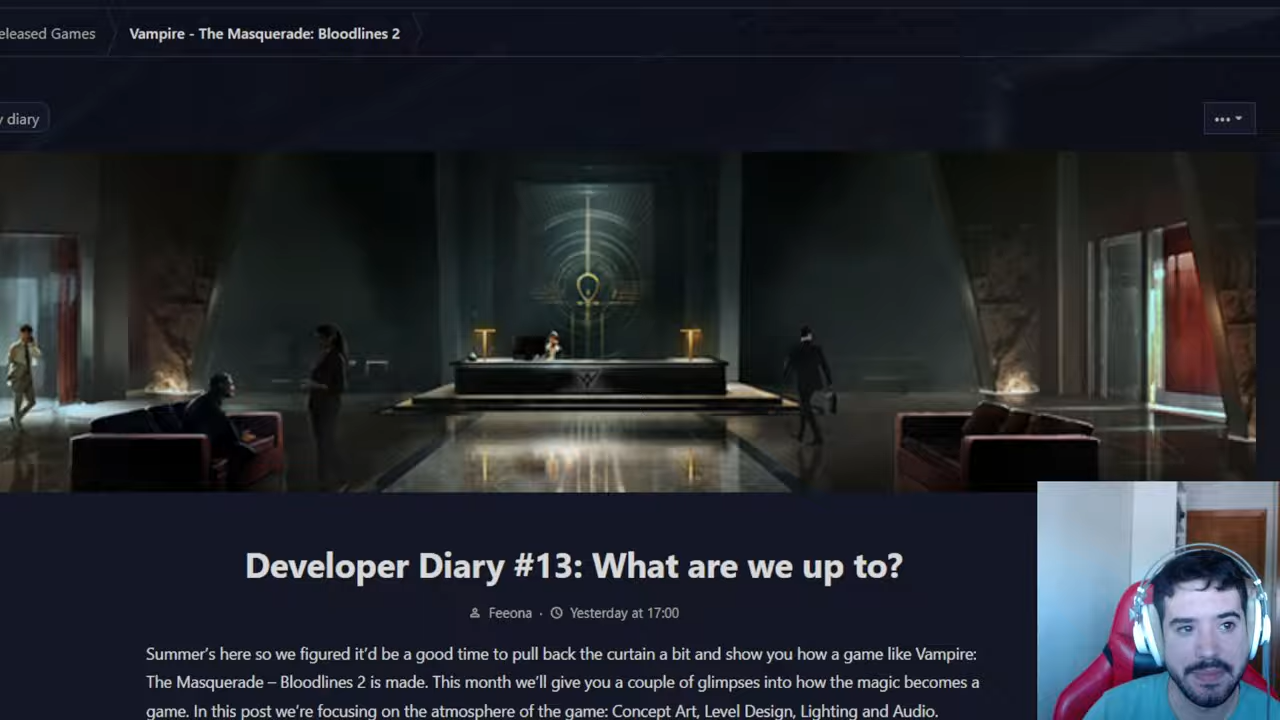 eleased Games
Vampire - The Masquerade: Bloodlines 2
y diary
Developer Diary #13: What are we up to?
Feeona · Yesterday at 17:00
Summer’s here so we figured it’d be a good time to pull back the curtain a bit and show you how a game like Vampire:
The Masquerade – Bloodlines 2 is made. This month we’ll give you a couple of glimpses into how the magic becomes a
game. In this post we’re focusing on the atmosphere of the game: Concept Art, Level Design, Lighting and Audio.